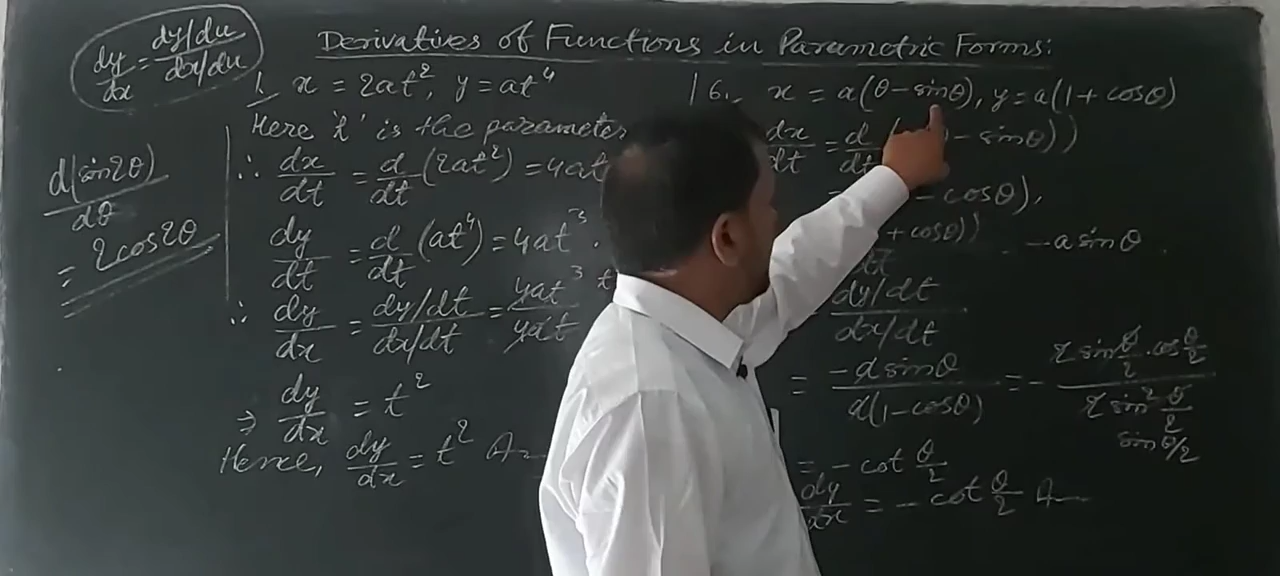 dy/dx = (dy/du)/(dx/du)
Derivatives of Functions in Parametric Forms:
1. x = 2at², y = at⁴
Here 't' is the parameter
∴ dx/dt = d/dt (2at²) = 4at
dy/dt = d/dt (at⁴) = 4at³.
∴ dy/dx = (dy/dt)/(dx/dt) = 4at³/4at
⇒ dy/dx = t²
Hence, dy/dx = t²
d(sin2θ)/dθ
= 2cos2θ
6. x = a(θ-sinθ), y = a(1+cosθ)
dx/dt = d/dt - sinθ))
- cosθ),
+ cosθ)) - a sinθ
dt
(dy/dt)/(dx/dt)
= -a sinθ/a(1-cosθ) = - 2 sin θ/2 . cos θ/2 / 2 sin² θ/2
sin θ/2
= - cot θ/2
dy/dx = - cot θ/2